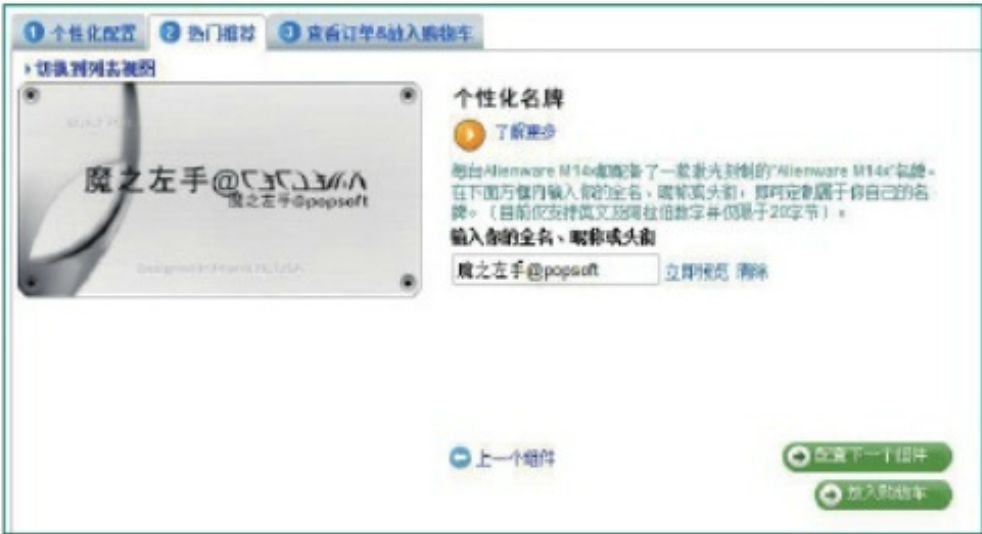 1 个性化配置 2 热门推荐 3 查看订单&放入购物车
切换到列表视图
魔之左手@
魔之左手@popsoft
个性化名牌
了解更多
每台Alienware M14x都配备了一款激光刻制的"Alienware M14x"名牌。
在下面方框内输入你的全名、昵称或头衔，即可定制属于你自己的名
牌。（目前仅支持英文及阿拉伯数字并仅限于20字节）。
输入你的全名、昵称或头衔
魔之左手@popsoft 立即预览 清除
上一个组件
配置下一个组件
放入购物车